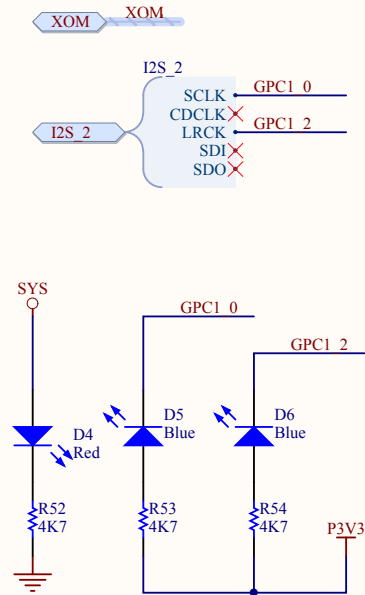 XOM
XOM
I2S_2
I2S_2
SCLK
GPC1_0
CDCLK
LRCK
GPC1_2
SDI
SDO
SYS
GPC1_0
GPC1_2
D4
Red
D5
Blue
D6
Blue
R52
4K7
R53
4K7
R54
4K7
P3V3